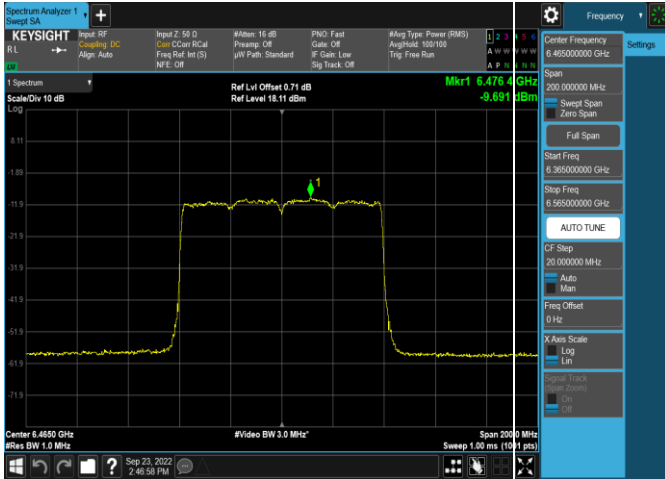 Spectrum Analyzer 1
Swept SA
+
Frequency
KEYSIGHT
RL
Input: RF
Coupling: DC
Align: Auto
Input Z: 50 Ω
Corr CCorr RCal
Freq Ref: Int (S)
NFE: Off
#Atten: 16 dB
Preamp: Off
µW Path: Standard
PNO: Fast
Gate: Off
IF Gain: Low
Sig Track: Off
#Avg Type: Power (RMS)
Avg|Hold: 100/100
Trig: Free Run
1 2 3 4 5 6
A W W W W W
A P N N N N
LV
1 Spectrum
Scale/Div 10 dB
Log
Ref Lvl Offset 0.71 dB
Ref Level 18.11 dBm
Mkr1 6.476 4 GHz
-9.691 dBm
8.11
-1.89
-11.9
-21.9
-31.9
-41.9
-51.9
-61.9
-71.9
1
Center 6.4650 GHz
#Res BW 1.0 MHz
#Video BW 3.0 MHz*
Span 200.0 MHz
Sweep 1.00 ms (1001 pts)
?
Sep 23, 2022
2:46:58 PM
Settings
Center Frequency
6.465000000 GHz
Span
200.000000 MHz
Swept Span
Zero Span
Full Span
Start Freq
6.365000000 GHz
Stop Freq
6.565000000 GHz
AUTO TUNE
CF Step
20.000000 MHz
Auto
Man
Freq Offset
0 Hz
X Axis Scale
Log
Lin
Signal Track
(Span Zoom)
On
Off